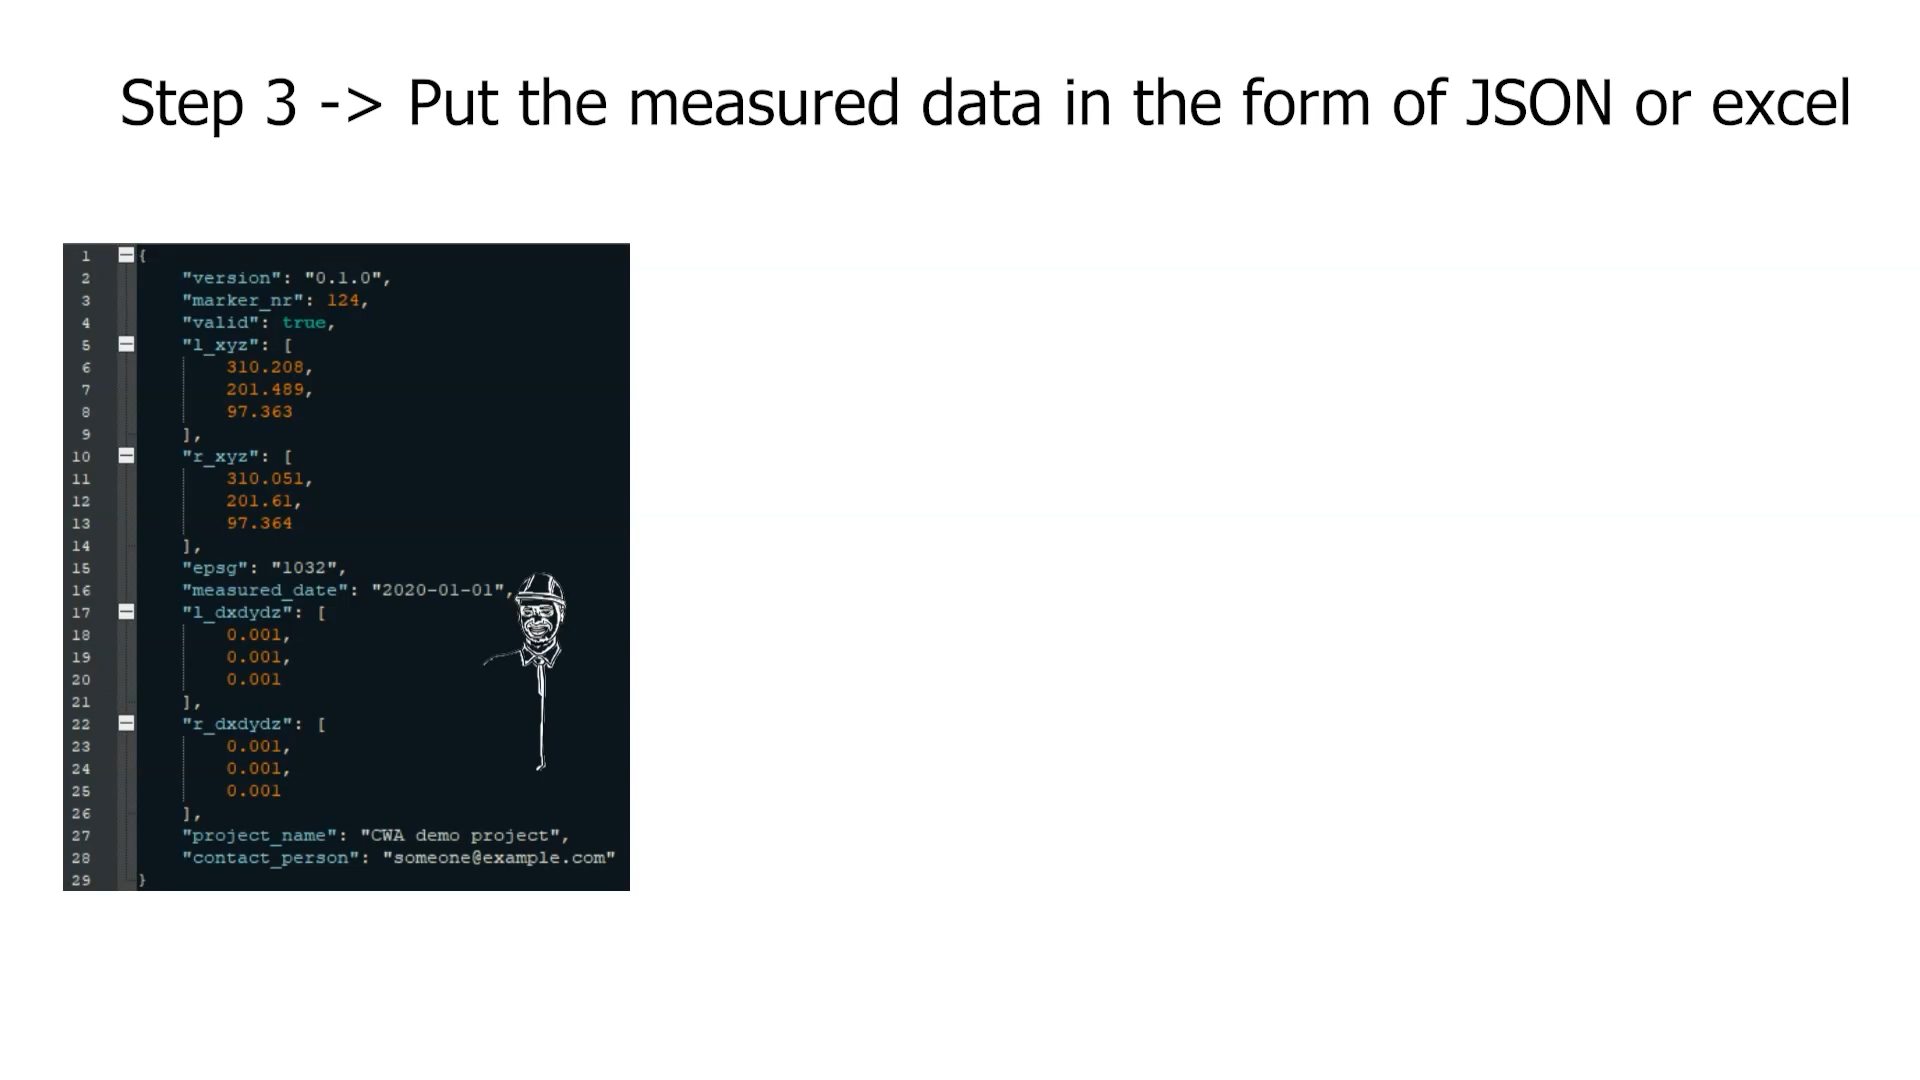 Step 3 -> Put the measured data in the form of JSON or excel
1 {
2 "version": "0.1.0",
3 "marker_nr": 124,
4 "valid": true,
5 "l_xyz": [
6 310.208,
7 201.489,
8 97.363
9 ],
10 "r_xyz": [
11 310.051,
12 201.61,
13 97.364
14 ],
15 "epsg": "1032",
16 "measured_date": "2020-01-01",
17 "l_dxdydz": [
18 0.001,
19 0.001,
20 0.001
21 ],
22 "r_dxdydz": [
23 0.001,
24 0.001,
25 0.001
26 ],
27 "project_name": "CWA demo project",
28 "contact_person": "someone@example.com"
29 }